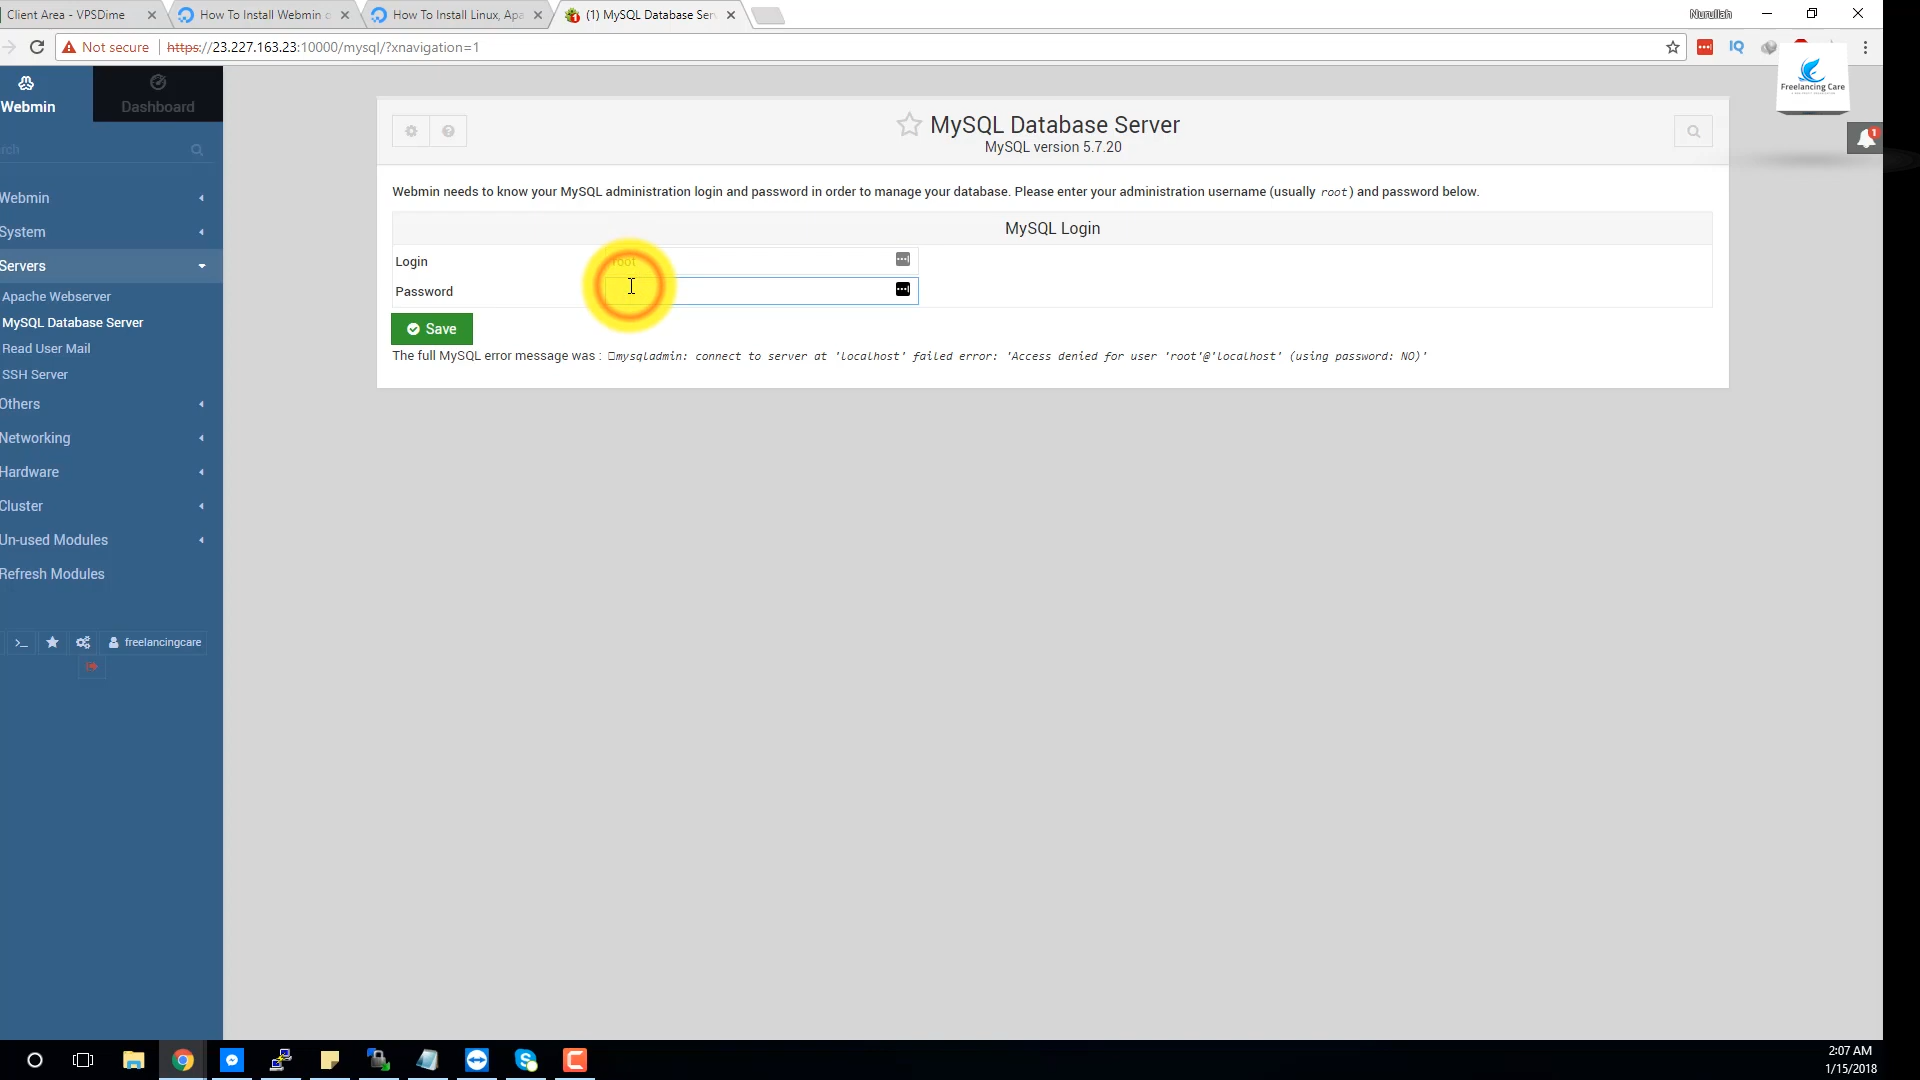 Client Area - VPSDime
How To Install Webmin o
How To Install Linux, Apa
(1) MySQL Database Serv
Nurullah
Not secure
https://23.227.163.23:10000/mysql/?xnavigation=1
IQ
Freelancing Care
1
Webmin
Dashboard
rch
Webmin
System
Servers
Apache Webserver
MySQL Database Server
Read User Mail
SSH Server
Others
Networking
Hardware
Cluster
Un-used Modules
Refresh Modules
freelancingcare
MySQL Database Server
MySQL version 5.7.20
Webmin needs to know your MySQL administration login and password in order to manage your database. Please enter your administration username (usually root) and password below.
MySQL Login
Login
root
Password
Save
The full MySQL error message was : mysqladmin: connect to server at 'localhost' failed error: 'Access denied for user 'root'@'localhost' (using password: NO)'
2:07 AM
1/15/2018